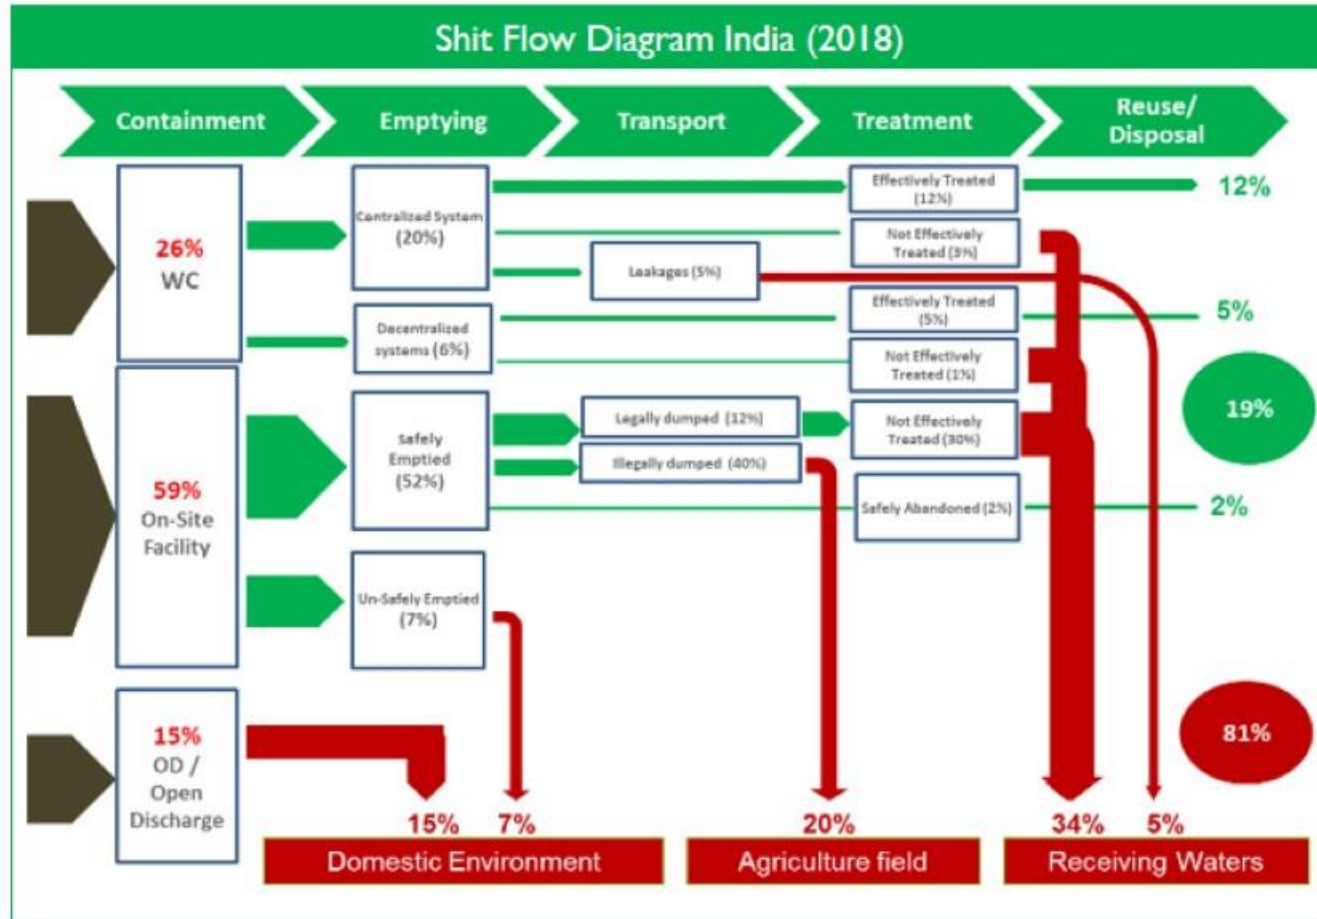 Shit Flow Diagram India (2018)
Containment
Emptying
Transport
Treatment
Reuse/
Disposal
26%
WC
Centralized System
(20%)
Effectively Treated
(12%)
12%
Not Effectively
Treated (3%)
Leakages (5%)
Decentralized
systems (6%)
Effectively Treated
(5%)
5%
Not Effectively
Treated (1%)
59%
On-Site
Facility
Safely
Emptied
(52%)
Legally dumped (12%)
Illegally dumped (40%)
Not Effectively
Treated (30%)
19%
Safely Abandoned (2%)
2%
Un-Safely Emptied
(7%)
15%
OD /
Open
Discharge
81%
15%
7%
20%
34%
5%
Domestic Environment
Agriculture field
Receiving Waters